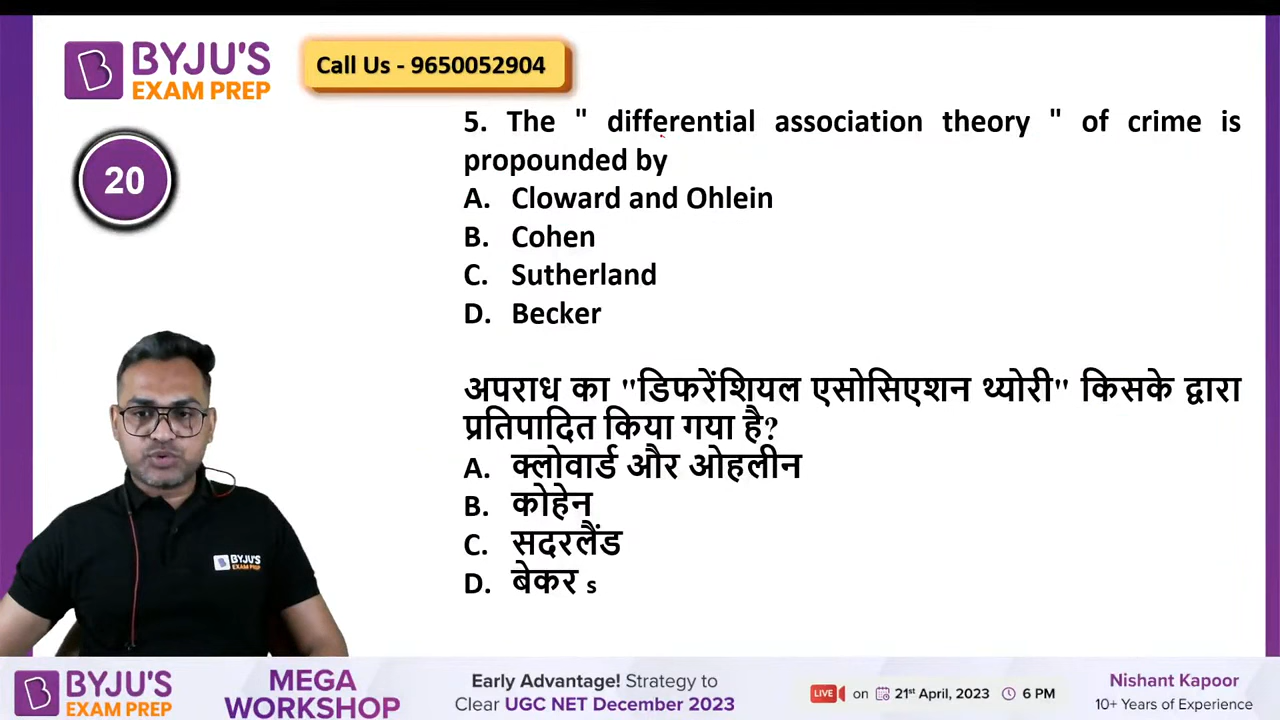 BYJU'S
EXAM PREP
Call Us - 9650052904
20
5. The " differential association theory " of crime is
propounded by
A. Cloward and Ohlein
B. Cohen
C. Sutherland
D. Becker
अपराध का "डिफरेंशियल एसोसिएशन थ्योरी" किसके द्वारा
प्रतिपादित किया गया है?
A. क्लोवार्ड और ओहलीन
B. कोहेन
C. सदरलैंड
D. बेकर s
BYJU'S
EXAM PREP
BYJU'S
EXAM PREP
MEGA
WORKSHOP
Early Advantage! Strategy to
Clear UGC NET December 2023
LIVE on 21st April, 2023 6 PM
Nishant Kapoor
10+ Years of Experience